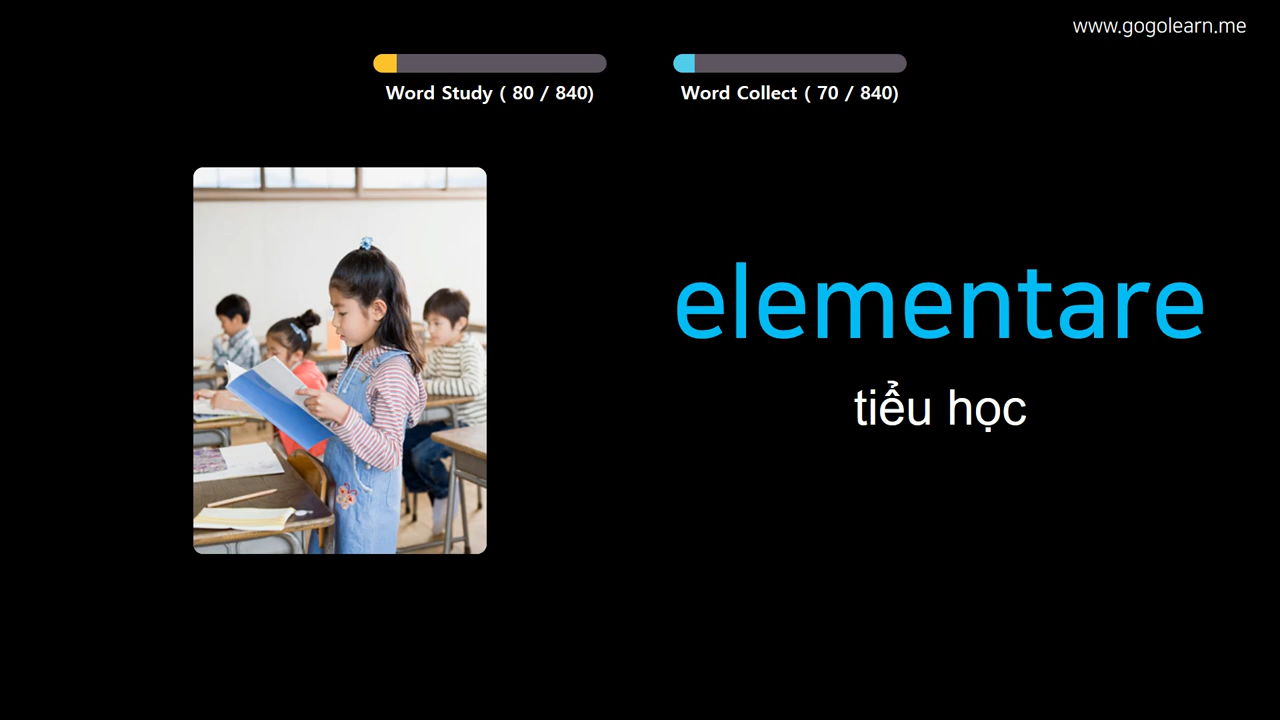 www.gogolearn.me
Word Study ( 80 / 840)
Word Collect ( 70 / 840)
elementare
tiểu học